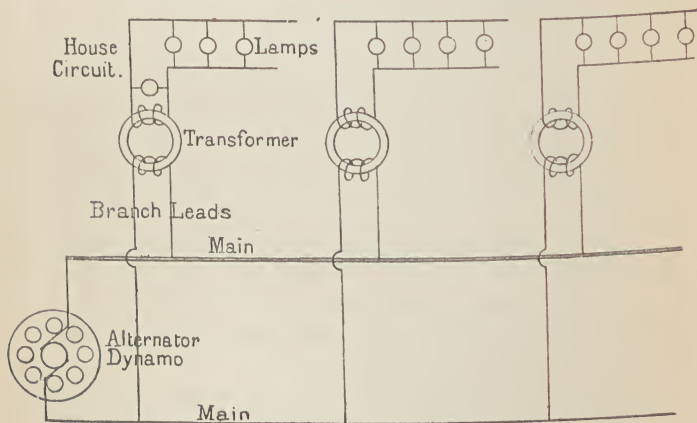 House
Circuit.
Lamps
Transformer
Branch Leads
Main
Alternator
Dynamo
Main